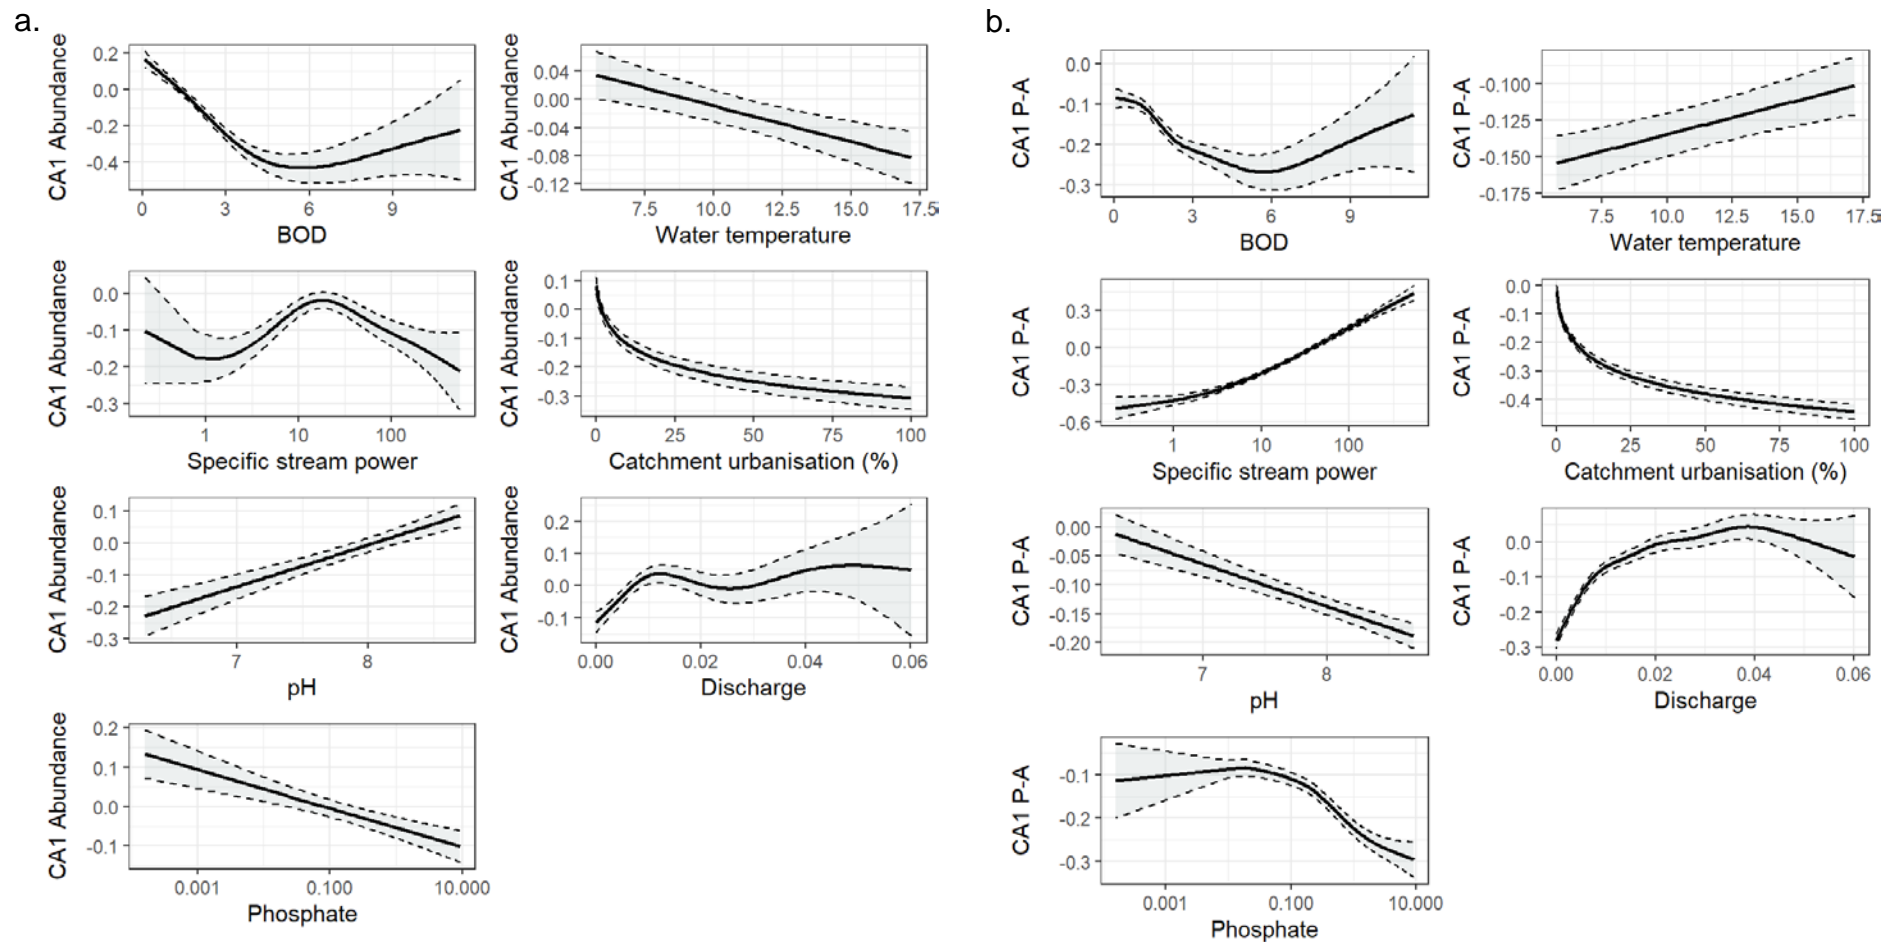 a.
CA1 Abundance
0.2
0.0
-0.2
-0.4
0 3 6 9
BOD
CA1 Abundance
0.04
0.00
-0.04
-0.08
-0.12
7.5 10.0 12.5 15.0 17.5
Water temperature
CA1 Abundance
0.0
-0.1
-0.2
-0.3
1 10 100
Specific stream power
CA1 Abundance
0.1
0.0
-0.1
-0.2
-0.3
0 25 50 75 100
Catchment urbanisation (%)
CA1 Abundance
0.1
0.0
-0.1
-0.2
-0.3
7 8
pH
CA1 Abundance
0.2
0.1
0.0
-0.1
0.00 0.02 0.04 0.06
Discharge
CA1 Abundance
0.2
0.1
0.0
-0.1
0.001 0.100 10.000
Phosphate
b.
CA1 P-A
0.0
-0.1
-0.2
-0.3
0 3 6 9
BOD
CA1 P-A
-0.100
-0.125
-0.150
-0.175
7.5 10.0 12.5 15.0 17.5
Water temperature
CA1 P-A
0.3
0.0
-0.3
-0.6
1 10 100
Specific stream power
CA1 P-A
0.0
-0.1
-0.2
-0.3
-0.4
0 25 50 75 100
Catchment urbanisation (%)
CA1 P-A
0.00
-0.05
-0.10
-0.15
-0.20
7 8
pH
CA1 P-A
0.0
-0.1
-0.2
-0.3
0.00 0.02 0.04 0.06
Discharge
CA1 P-A
-0.1
-0.2
-0.3
0.001 0.100 10.000
Phosphate